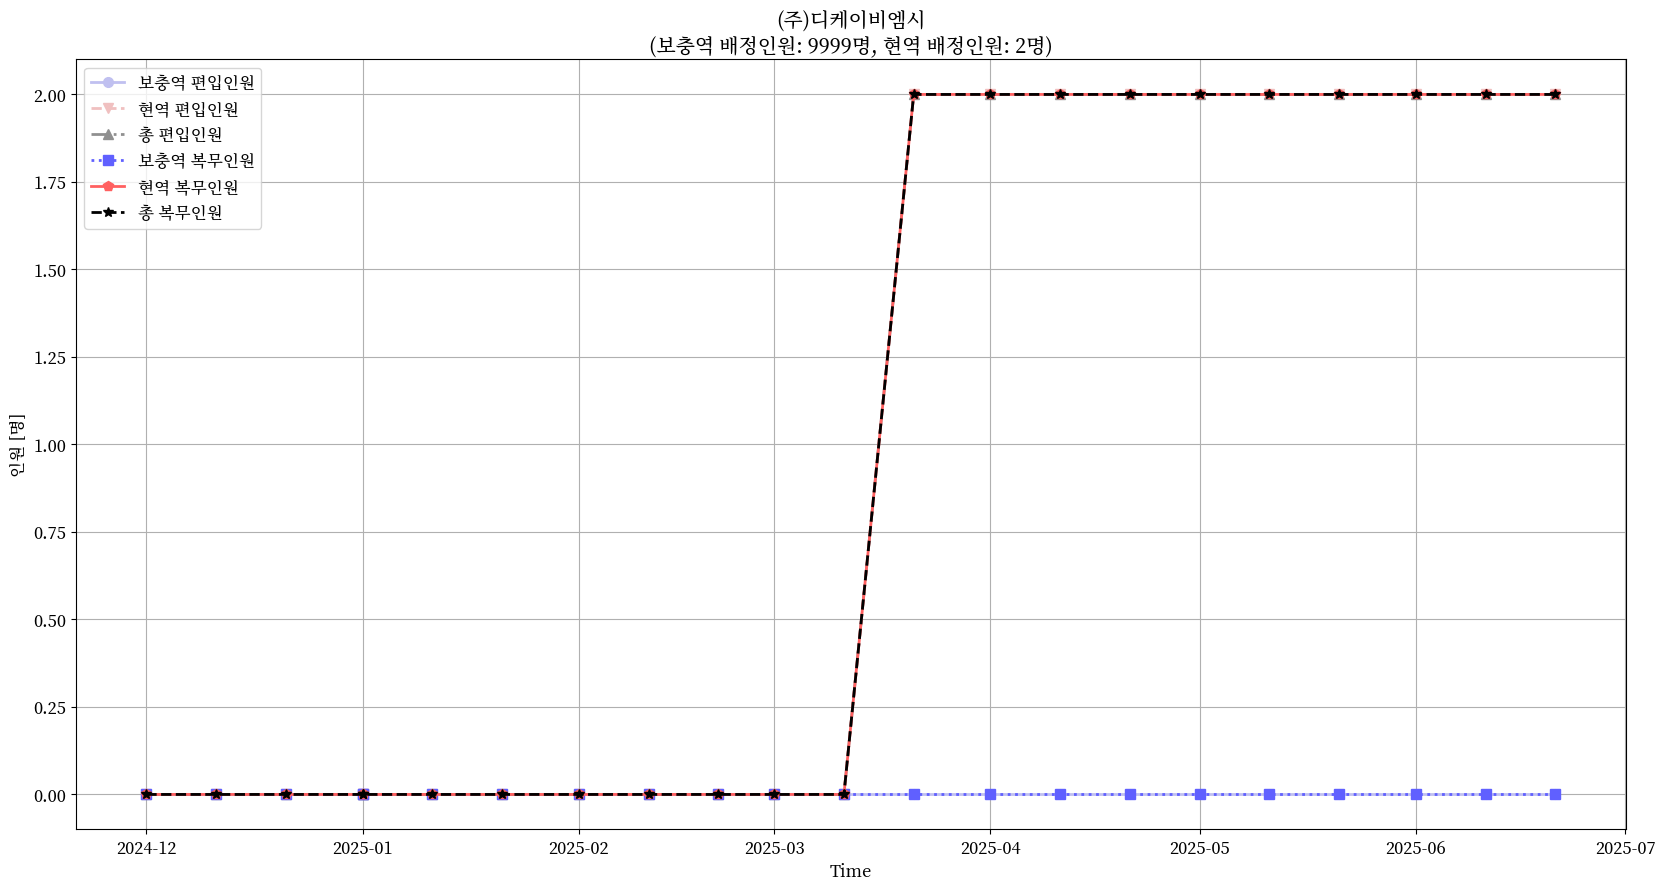 (주)디케이비엠시
(보충역 배정인원: 9999명, 현역 배정인원: 2명)
보충역 편입인원
현역 편입인원
총 편입인원
보충역 복무인원
현역 복무인원
총 복무인원
2.00
1.75
1.50
1.25
1.00
0.75
0.50
0.25
0.00
인원 [명]
2024-12
2025-01
2025-02
2025-03
2025-04
2025-05
2025-06
2025-07
Time